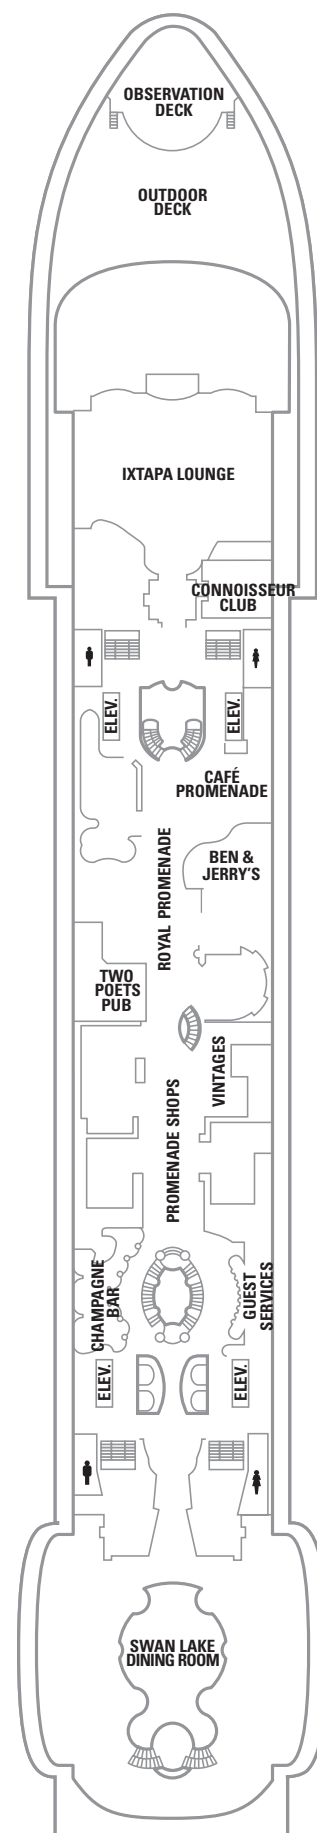 OBSERVATION
DECK
OUTDOOR
DECK
IXTAPA LOUNGE
CONNOISSEUR
CLUB
ELEV.
ELEV.
CAFÉ
PROMENADE
ROYAL PROMENADE
BEN &
JERRY'S
TWO
POETS
PUB
VINTAGES
PROMENADE SHOPS
CHAMPAGNE
BAR
GUEST
SERVICES
ELEV.
ELEV.
SWAN LAKE
DINING ROOM